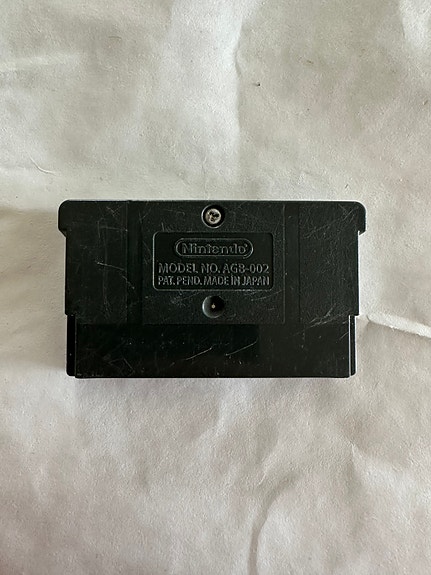 Nintendo
MODEL NO. AGB-002
PAT. PEND. MADE IN JAPAN